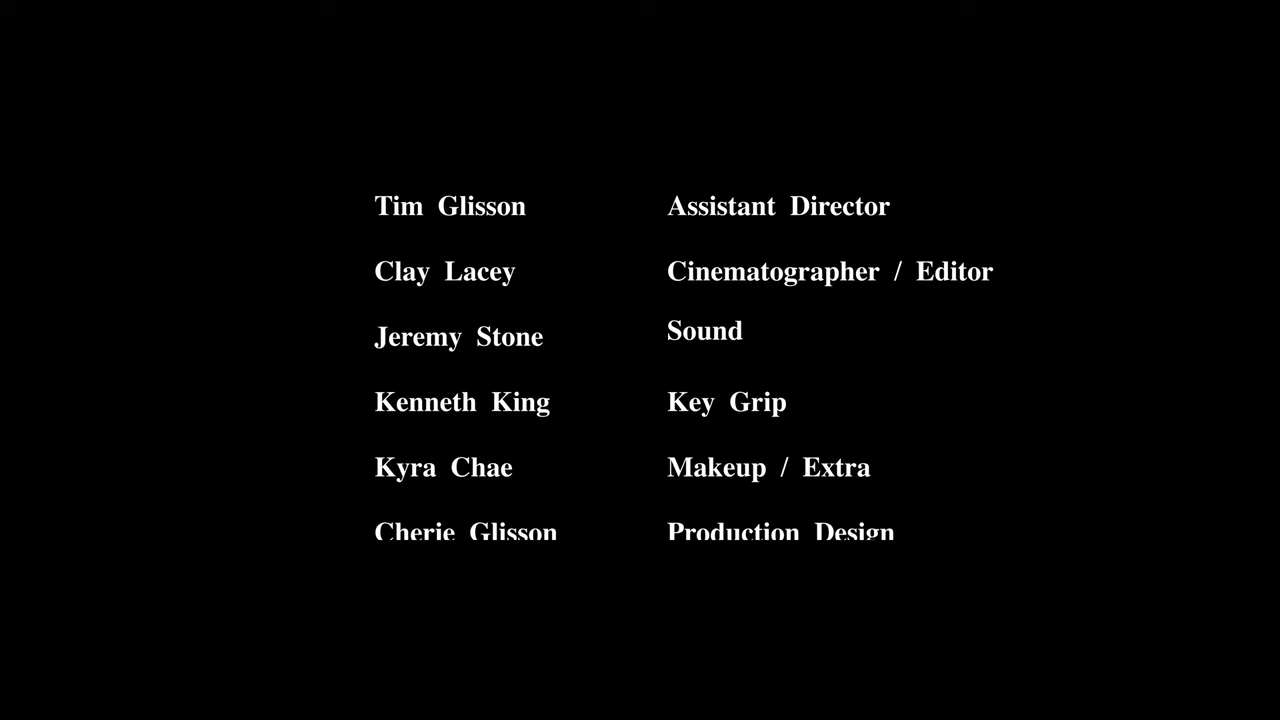 Tim Glisson Assistant Director
Clay Lacey Cinematographer / Editor
Jeremy Stone Sound
Kenneth King Key Grip
Kyra Chae Makeup / Extra
Cherie Glisson Production Design